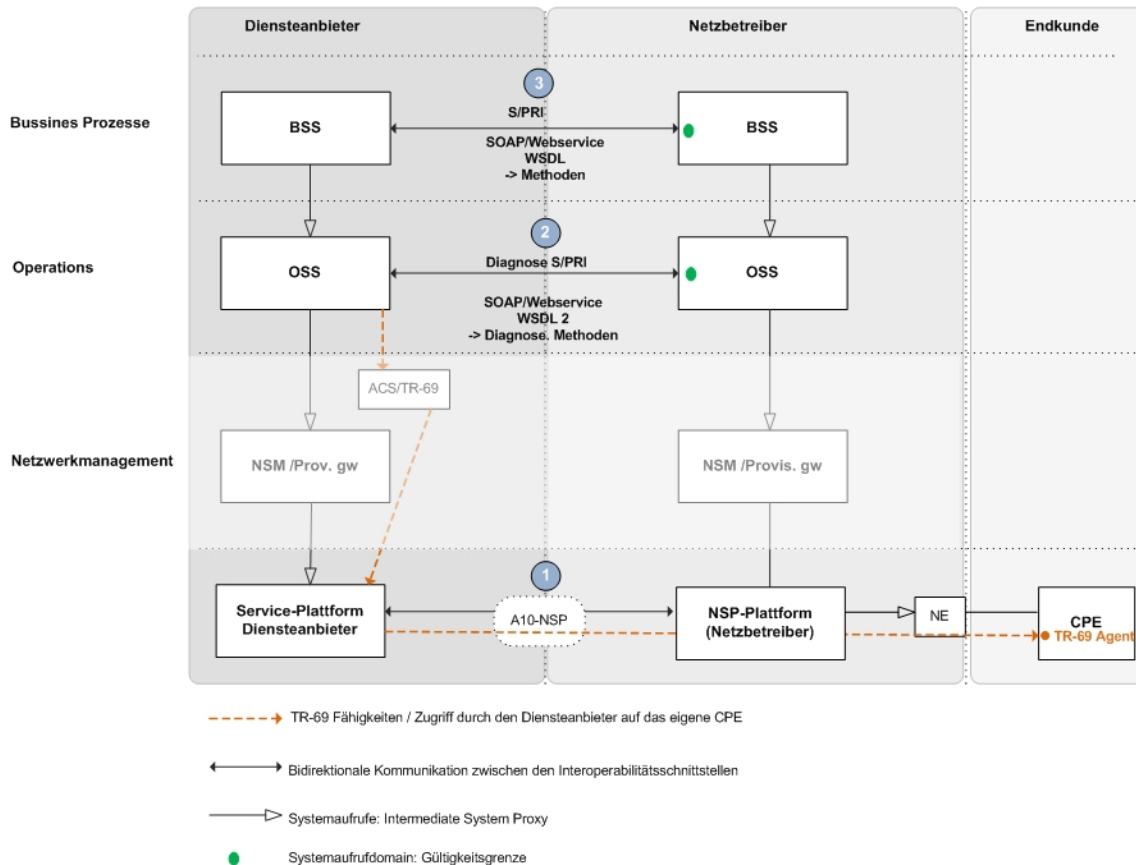 Diensteanbieter
Netzbetreiber
Endkunde
3
Bussines Prozesse
BSS
S/PRI
BSS
SOAP/Webservice
WSDL
-> Methoden
2
Operations
OSS
Diagnose S/PRI
OSS
SOAP/Webservice
WSDL 2
-> Diagnose. Methoden
ACS/TR-69
Netzwerkmanagement
NSM /Prov. gw
NSM /Provis. gw
1
Service-Plattform
Diensteanbieter
A10-NSP
NSP-Plattform
(Netzbetreiber)
NE
CPE
TR-69 Agent
TR-69 Fähigkeiten / Zugriff durch den Diensteanbieter auf das eigene CPE
Bidirektionale Kommunikation zwischen den Interoperabilitätsschnittstellen
Systemaufrufe: Intermediate System Proxy
Systemaufrufdomain: Gültigkeitsgrenze